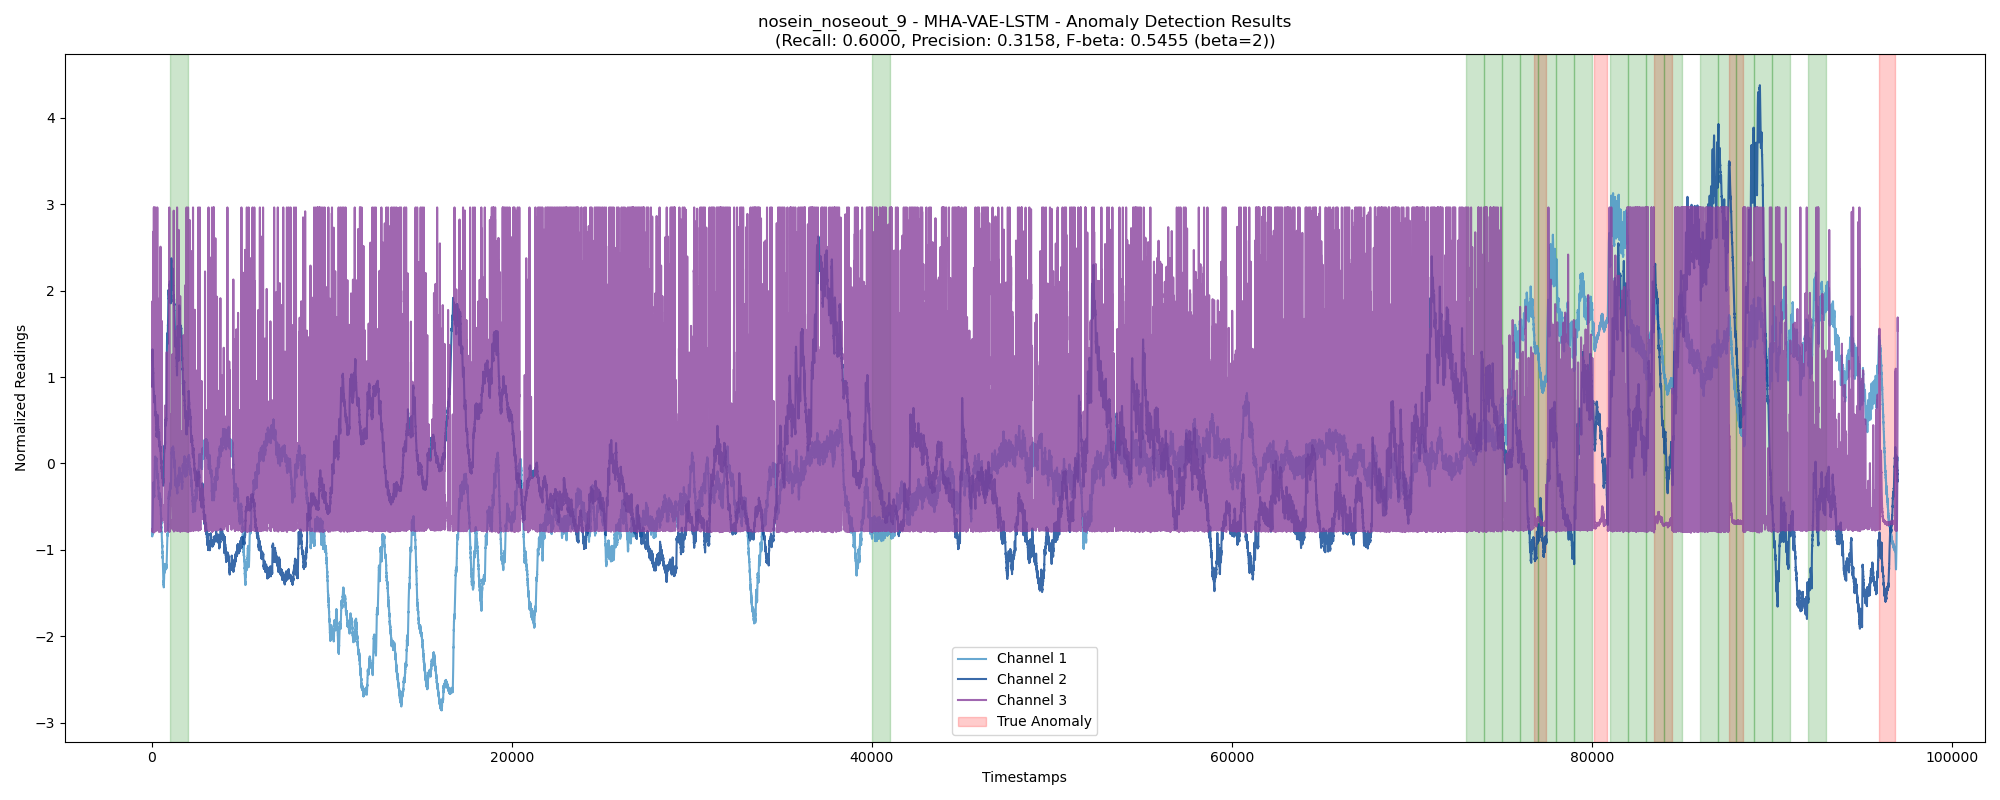 nosein_noseout_9 - MHA-VAE-LSTM - Anomaly Detection Results
(Recall: 0.6000, Precision: 0.3158, F-beta: 0.5455 (beta=2))
Normalized Readings
4
3
2
1
0
−1
−2
−3
Channel 1
Channel 2
Channel 3
True Anomaly
0 20000 40000 60000 80000 100000
Timestamps